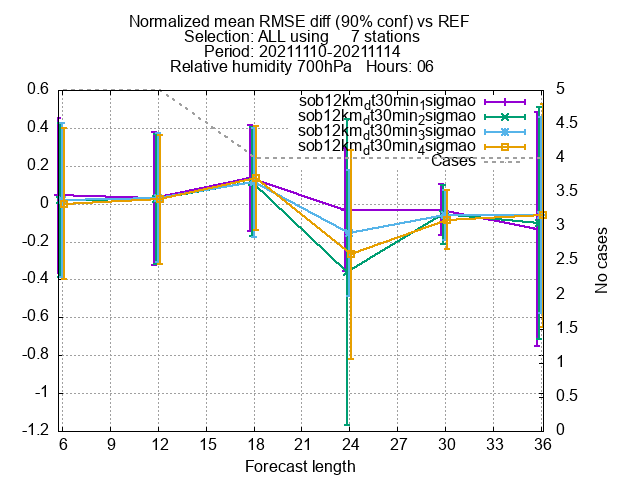 Normalized mean RMSE diff (90% conf) vs REF
Selection: ALL using 7 stations
Period: 20211110-20211114
Relative humidity 700hPa Hours: 06
sob12km_dt30min_1sigmao
sob12km_dt30min_2sigmao
sob12km_dt30min_3sigmao
sob12km_dt30min_4sigmao
Cases
0.6
0.4
0.2
0
-0.2
-0.4
-0.6
-0.8
-1
-1.2
5
4.5
4
3.5
3
2.5
2
1.5
1
0.5
0
No cases
6 9 12 15 18 21 24 27 30 33 36
Forecast length